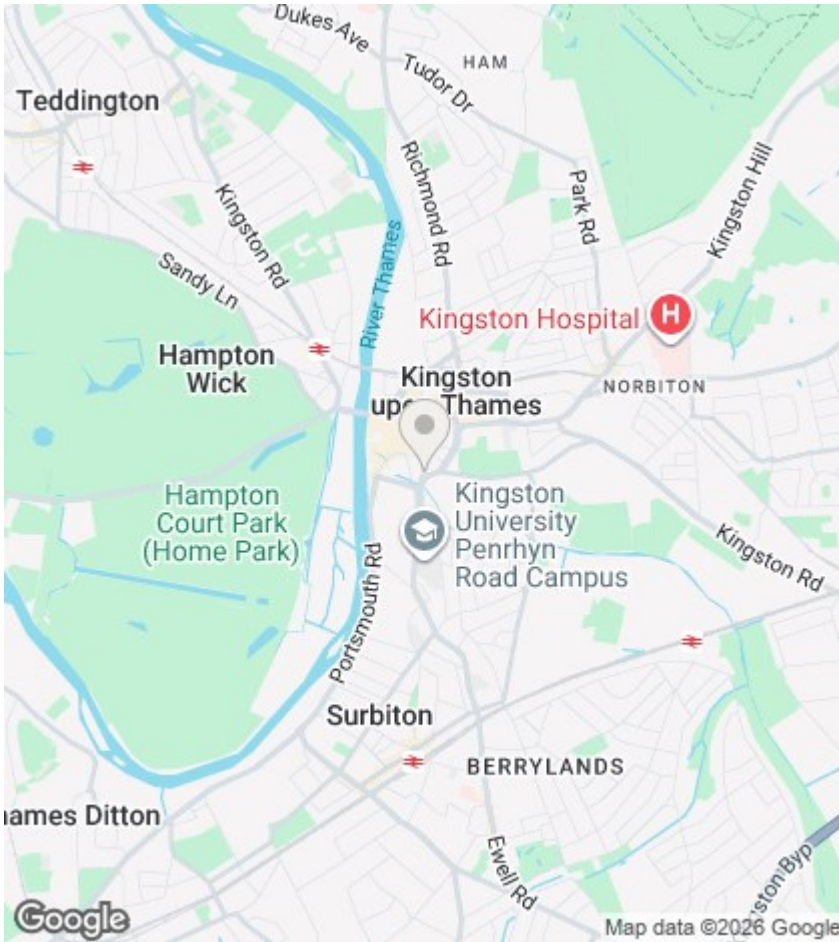 Dukes Ave
HAM
Tudor Dr
Teddington
Richmond Rd
Park Rd
Kingston Hill
Kingston Rd
River Thames
Sandy Ln
Kingston Hospital
H
Hampton
Wick
Kingston
upon Thames
NORBITON
Hampton
Court Park
(Home Park)
Kingston
University
Penrhyn
Road Campus
Kingston Rd
Portsmouth Rd
Surbiton
BERRYLANDS
hames Ditton
Ewell Rd
ston Byp
Google
Map data ©2026 Google